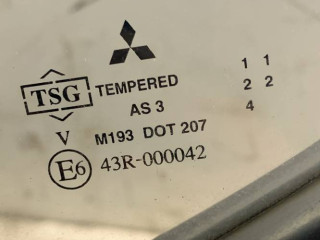 TSG TEMPERED 1 1
AS 3 2 2
V 4
M193 DOT 207
E6 43R-000042